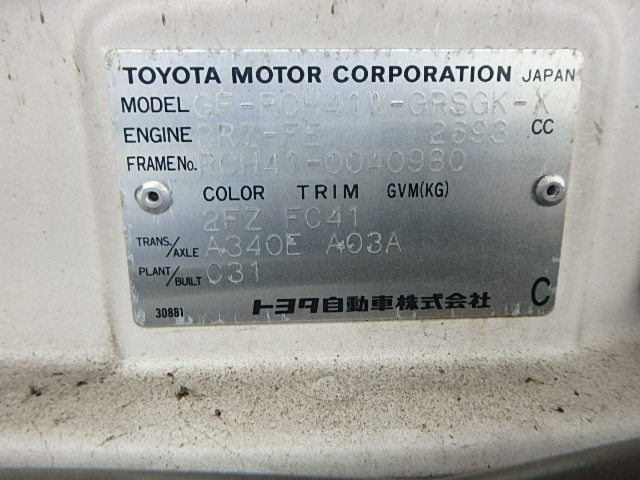 TOYOTA MOTOR CORPORATION JAPAN
MODEL GF-RCH41W-GRSGK-X
ENGINE 3RZ-FE 2693 CC
FRAME No. RCH41-0040980
COLOR TRIM GVM(KG)
2FZ FC41
TRANS./AXLE A340E A03A
PLANT/BUILT C31
30881 トヨタ自動車株式会社 C